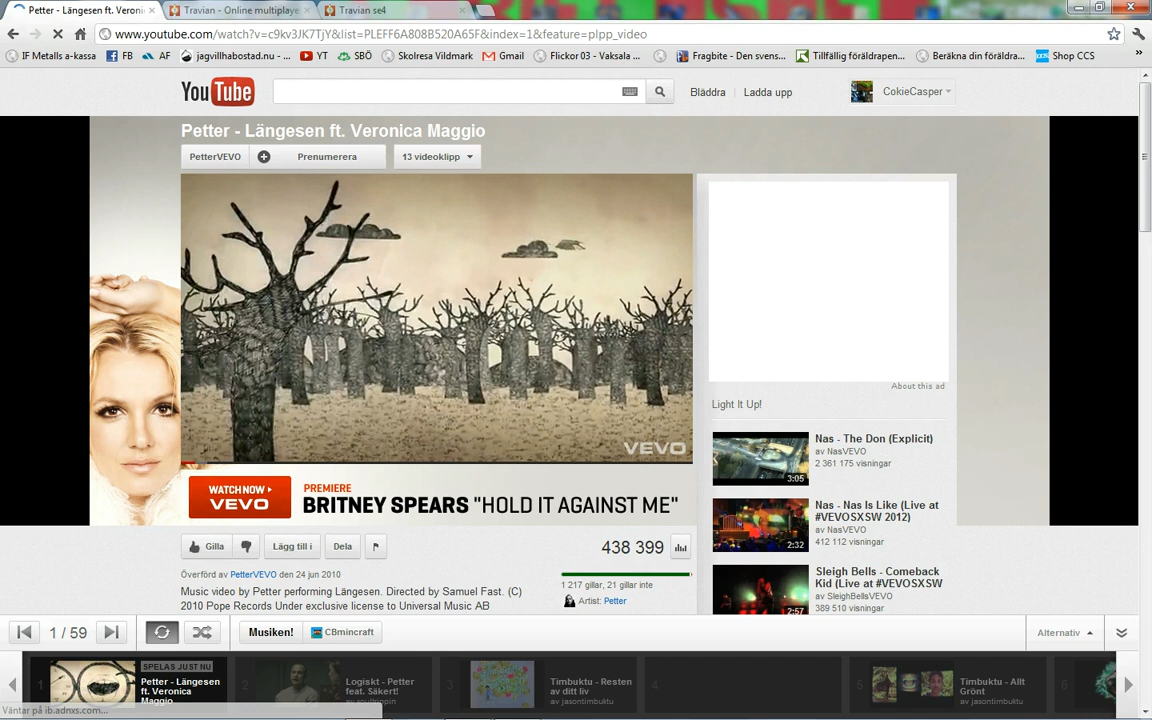 Petter - Längesen ft. Veroni
Travian - Online multiplaye
Travian se4
www.youtube.com/watch?v=c9kv3JK7TjY&list=PLEFF6A808B520A65F&index=1&feature=plpp_video
IF Metalls a-kassa FB AF jagvillhabostad.nu - ... YT SBÖ Skolresa Vildmark Gmail Flickor 03 - Vaksala ... Fragbite - Den svens... Tillfällig föräldrapen... Beräkna din föräldra... Shop CCS »
You Tube Bläddra Ladda upp CokieCasper
Petter - Längesen ft. Veronica Maggio
PetterVEVO Prenumerera 13 videoklipp
VEVO
About this ad
Light It Up!
Nas - The Don (Explicit)
av NasVEVO
2 361 175 visningar
3:05
WATCH NOW
VEVO
PREMIERE
BRITNEY SPEARS "HOLD IT AGAINST ME"
Nas - Nas Is Like (Live at
#VEVOSXSW 2012)
av NasVEVO
412 112 visningar
2:32
Gilla Lägg till i Dela 438 399
Sleigh Bells - Comeback
Kid (Live at #VEVOSXSW
av SleighBellsVEVO
389 510 visningar
2:57
Överförd av PetterVEVO den 24 jun 2010
1 217 gillar, 21 gillar inte
Music video by Petter performing Längesen. Directed by Samuel Fast. (C)
2010 Pope Records Under exclusive license to Universal Music AB
Artist: Petter
1 / 59 Musiken! CBmincraft Alternativ
1
SPELAS JUST NU
Petter - Längesen
ft. Veronica
Maggio
2
Logiskt - Petter
feat. Säkert!
av soultrippin
3
Timbuktu - Resten
av ditt liv
av jasontimbuktu
4
5
Timbuktu - Allt
Grönt
av jasontimbuktu
6
Väntar på ib.adnxs.com...